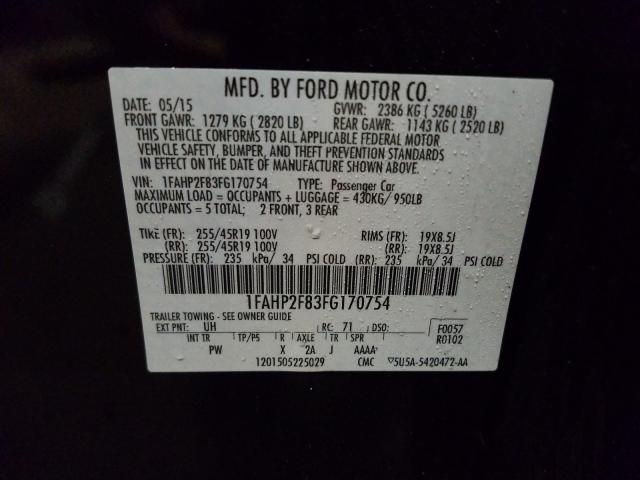 MFD. BY FORD MOTOR CO.
DATE: 05/15 GVWR: 2386 KG ( 5260 LB)
FRONT GAWR: 1279 KG ( 2820 LB) REAR GAWR: 1143 KG ( 2520 LB)
THIS VEHICLE CONFORMS TO ALL APPLICABLE FEDERAL MOTOR
VEHICLE SAFETY, BUMPER, AND THEFT PREVENTION STANDARDS
IN EFFECT ON THE DATE OF MANUFACTURE SHOWN ABOVE.
VIN: 1FAHP2F83FG170754 TYPE: Passenger Car
MAXIMUM LOAD = OCCUPANTS + LUGGAGE = 430KG/ 950LB
OCCUPANTS = 5 TOTAL; 2 FRONT, 3 REAR
TIRE (FR): 255/45R19 100V RIMS (FR): 19X8.5J
(RR): 255/45R19 100V (RR): 19X8.5J
PRESSURE (FR): 235 kPa/ 34 PSI COLD (RR): 235 kPa/ 34 PSI COLD
1FAHP2F83FG170754
TRAILER TOWING - SEE OWNER GUIDE
EXT PNT: UH RC: 71 DSO: F0057
INT TR TP/PS R AXLE TR SPR R0102
PW X 2A J AAAA
1201505225029 CMC ▽5U5A-5420472-AA